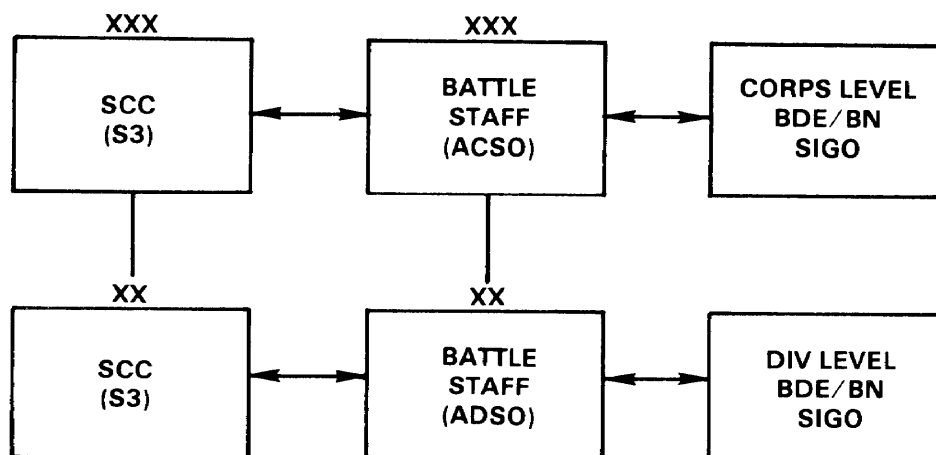 XXX
SCC
(S3)
XXX
BATTLE
STAFF
(ACSO)
CORPS LEVEL
BDE/BN
SIGO
XX
SCC
(S3)
XX
BATTLE
STAFF
(ADSO)
DIV LEVEL
BDE/BN
SIGO